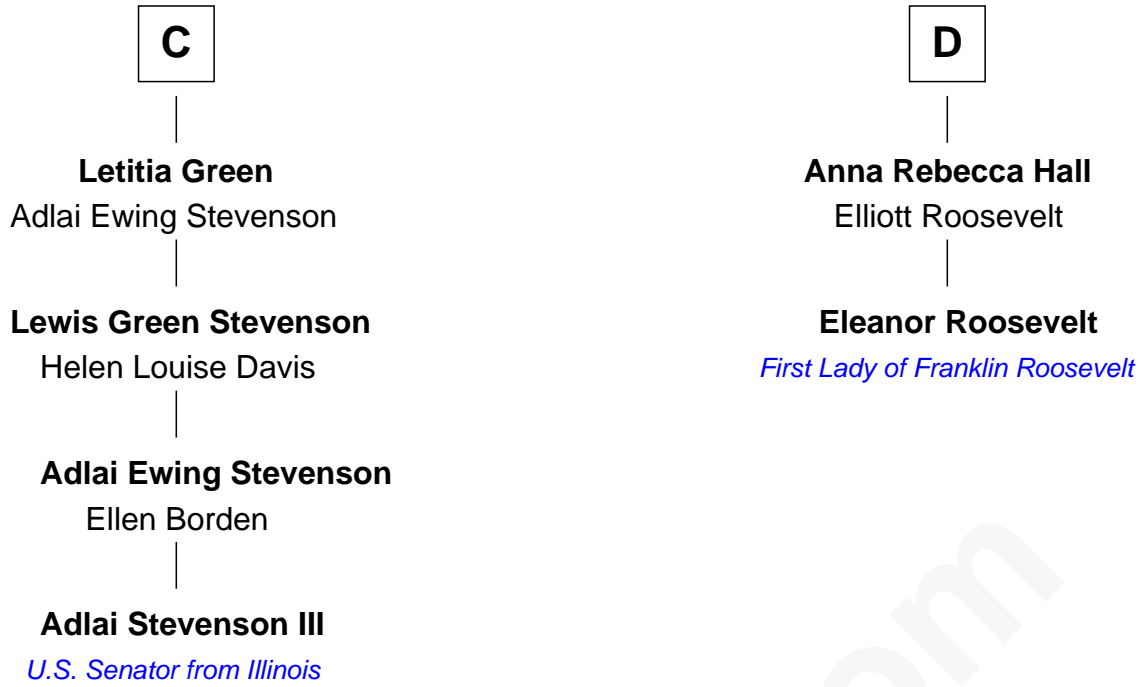 C
Letitia Green
Adlai Ewing Stevenson
Lewis Green Stevenson
Helen Louise Davis
Adlai Ewing Stevenson
Ellen Borden
Adlai Stevenson III
U.S. Senator from Illinois
D
Anna Rebecca Hall
Elliott Roosevelt
Eleanor Roosevelt
First Lady of Franklin Roosevelt
om